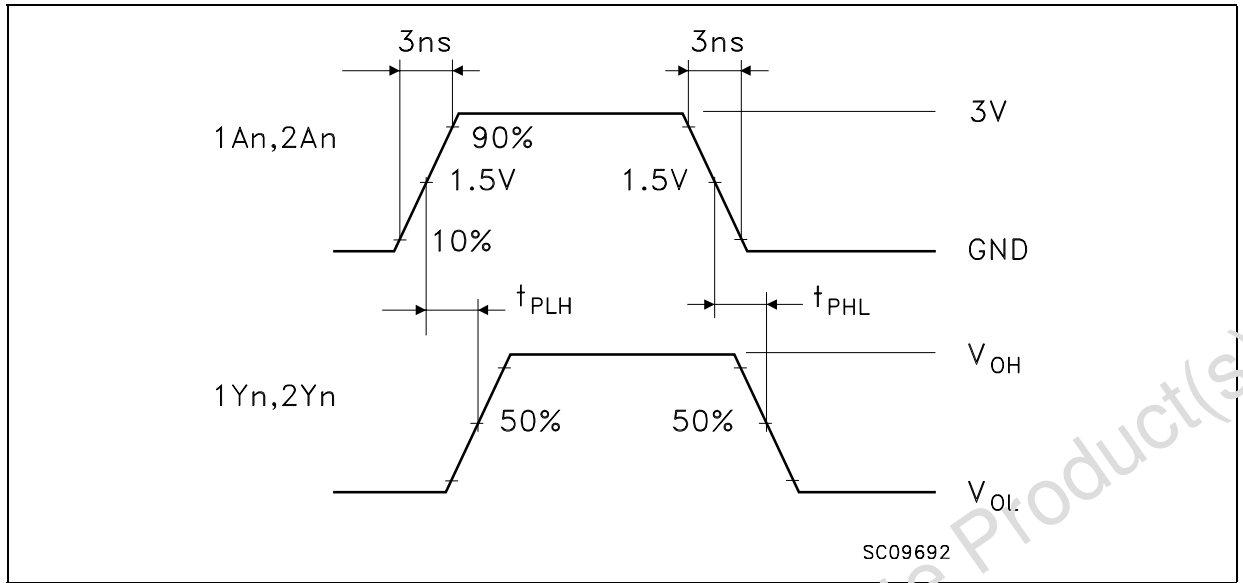 3ns 3ns
3V
1An,2An
90%
1.5V 1.5V
10%
GND
tPLH tPHL
VOH
1Yn,2Yn
50% 50%
VOL
SC09692
Product(s